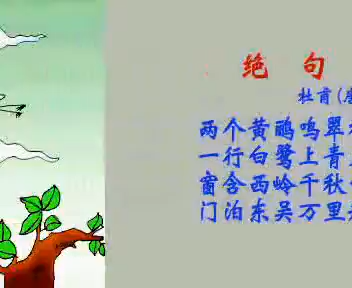 绝句
杜甫(
两个黄鹂鸣翠
一行白鹭上青
窗含西岭千秋
门泊东吴万里